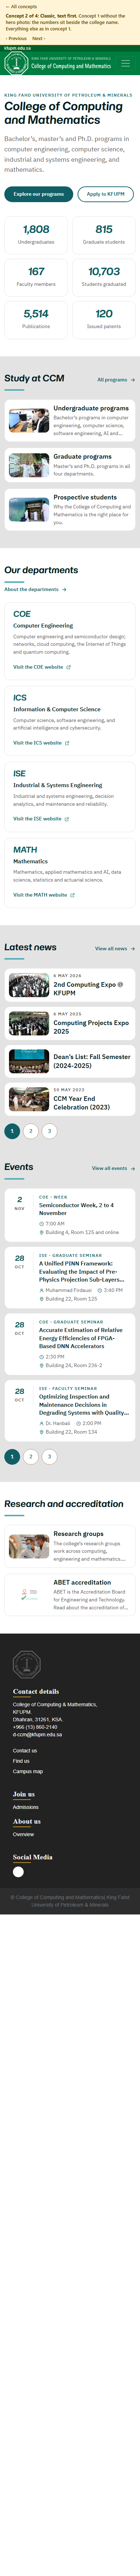 ← All concepts
Concept 2 of 4: Classic, text first. Concept 1 without the
hero photo: the numbers set beside the college name.
Everything else as in concept 1.
‹ Previous Next ›
kfupm.edu.sa
KING FAHD UNIVERSITY OF PETROLEUM & MINERALS
College of Computing and Mathematics
KING FAHD UNIVERSITY OF PETROLEUM & MINERALS
College of Computing
and Mathematics
Bachelor's, master's and Ph.D. programs in
computer engineering, computer science,
industrial and systems engineering, and
mathematics.
Explore our programs
Apply to KFUPM
1,808
Undergraduates
815
Graduate students
167
Faculty members
10,703
Students graduated
5,514
Publications
120
Issued patents
Study at CCM
All programs →
Undergraduate programs
Bachelor's programs in computer
engineering, computer science,
software engineering, AI and...
Graduate programs
Master's and Ph.D. programs in all
four departments.
Prospective students
Why the College of Computing and
Mathematics is the right place for
you.
Our departments
About the departments →
COE
Computer Engineering
Computer engineering and semiconductor design;
networks, cloud computing, the Internet of Things
and quantum computing.
Visit the COE website
ICS
Information & Computer Science
Computer science, software engineering, and
artificial intelligence and cybersecurity.
Visit the ICS website
ISE
Industrial & Systems Engineering
Industrial and systems engineering, decision
analytics, and maintenance and reliability.
Visit the ISE website
MATH
Mathematics
Mathematics, applied mathematics and AI, data
science, statistics and actuarial science.
Visit the MATH website
Latest news
View all news →
6 MAY 2026
2nd Computing Expo @
KFUPM
6 MAY 2025
Computing Projects Expo
2025
Dean's List: Fall Semester
(2024-2025)
CCM Year End
Celebration (2023)
1 2 3
Events
View all events →
2
NOV
COE · WEEK
Semiconductor Week, 2 to 4
November
7:00 AM
Building 4, Room 125 and online
28
OCT
ISE · GRADUATE SEMINAR
A Unified PINN Framework:
Evaluating the Impact of Pre-
Physics Projection Sub-Layers...
Muhammad Firdausi 3:40 PM
Building 22, Room 125
28
OCT
COE · GRADUATE SEMINAR
Accurate Estimation of Relative
Energy Efficiencies of FPGA-
Based DNN Accelerators
2:50 PM
Building 24, Room 236-2
28
OCT
ISE · FACULTY SEMINAR
Optimizing Inspection and
Maintenance Decisions in
Degrading Systems with Quality...
Dr. Hanbali 2:00 PM
Building 22, Room 134
1 2 3
Research and accreditation
Research groups
The college's research groups
work across computing,
engineering and mathematics....
ABET accreditation
ABET is the Accreditation Board
for Engineering and Technology.
Read about the accreditation of...
Contact details
College of Computing & Mathematics,
KFUPM.
Dhahran, 31261, KSA.
+966 (13) 860-2140
d-ccm@kfupm.edu.sa
Contact us
Find us
Campus map
Join us
Admissions
About us
Overview
Social Media
© College of Computing and Mathematics| King Fahd
University of Petroleum & Minerals